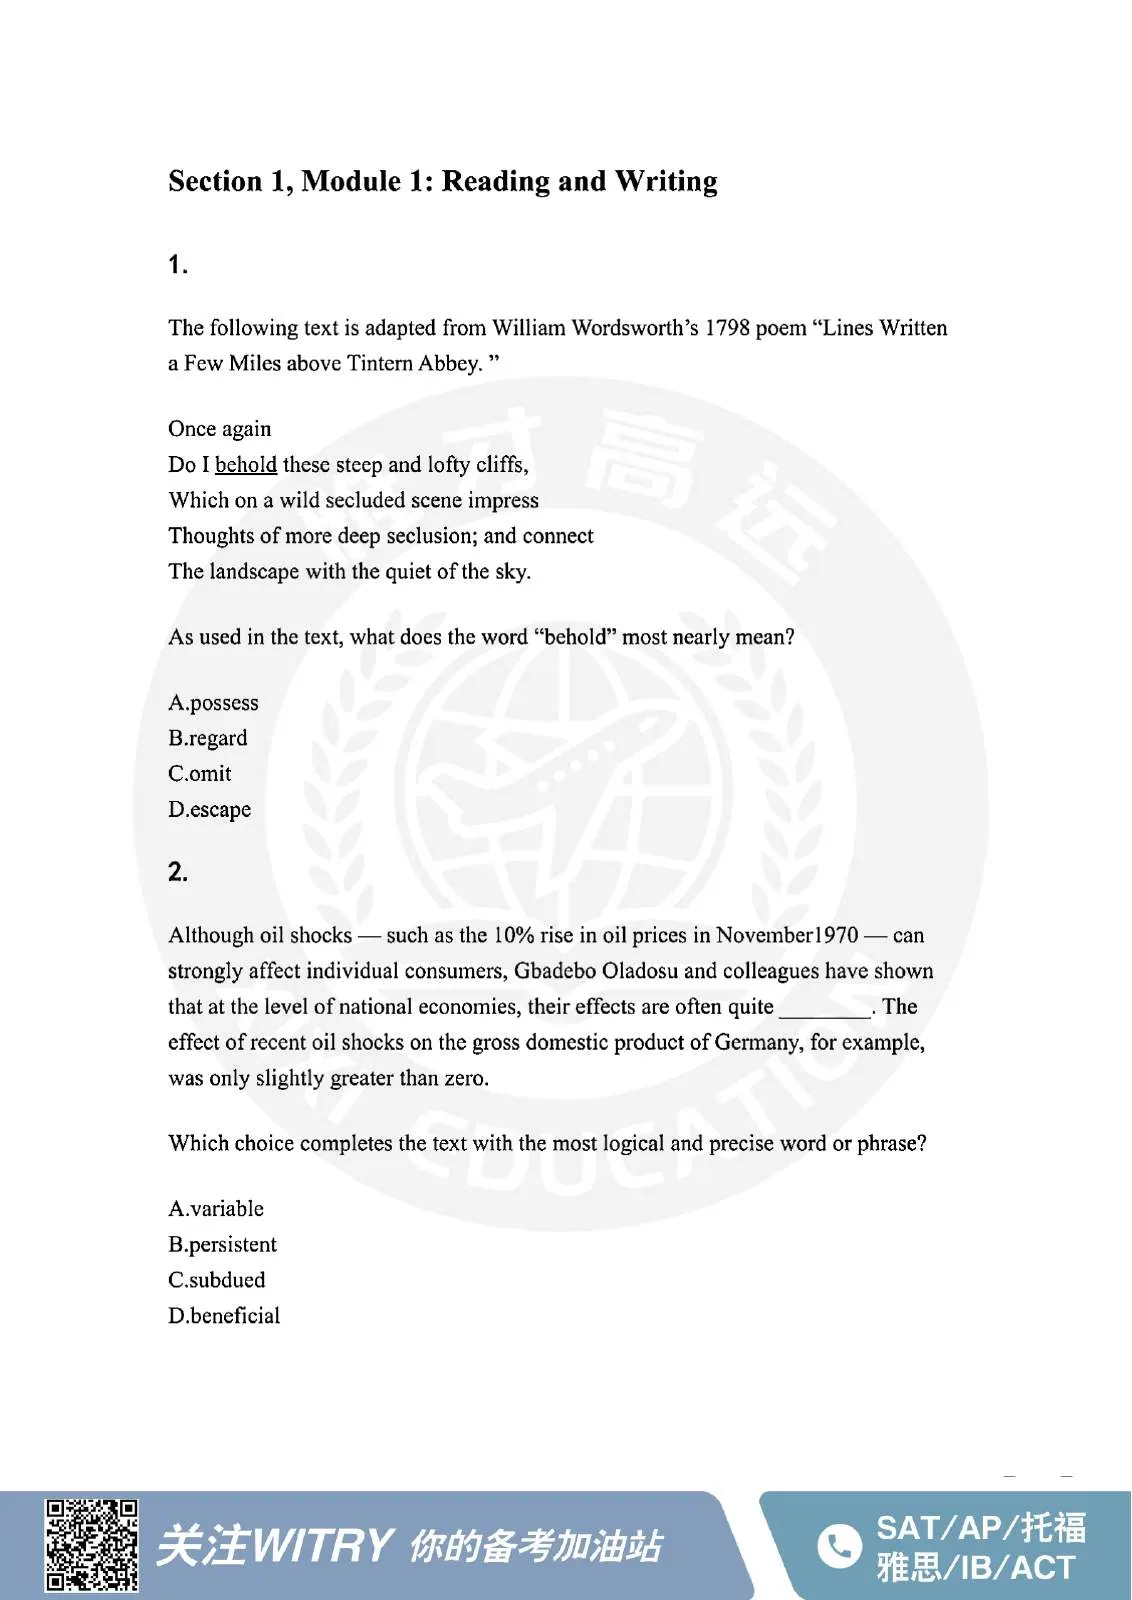 Section 1, Module 1: Reading and Writing
1.
The following text is adapted from William Wordsworth’s 1798 poem “Lines Written
a Few Miles above Tintern Abbey. ”
Once again
Do I behold these steep and lofty cliffs,
Which on a wild secluded scene impress
Thoughts of more deep seclusion; and connect
The landscape with the quiet of the sky.
As used in the text, what does the word “behold” most nearly mean?
A.possess
B.regard
C.omit
D.escape
2.
Although oil shocks — such as the 10% rise in oil prices in November1970 — can
strongly affect individual consumers, Gbadebo Oladosu and colleagues have shown
that at the level of national economies, their effects are often quite ________. The
effect of recent oil shocks on the gross domestic product of Germany, for example,
was only slightly greater than zero.
Which choice completes the text with the most logical and precise word or phrase?
A.variable
B.persistent
C.subdued
D.beneficial
关注WITRY 你的备考加油站
SAT/AP/托福
雅思/IB/ACT
才高远
EDUCATION